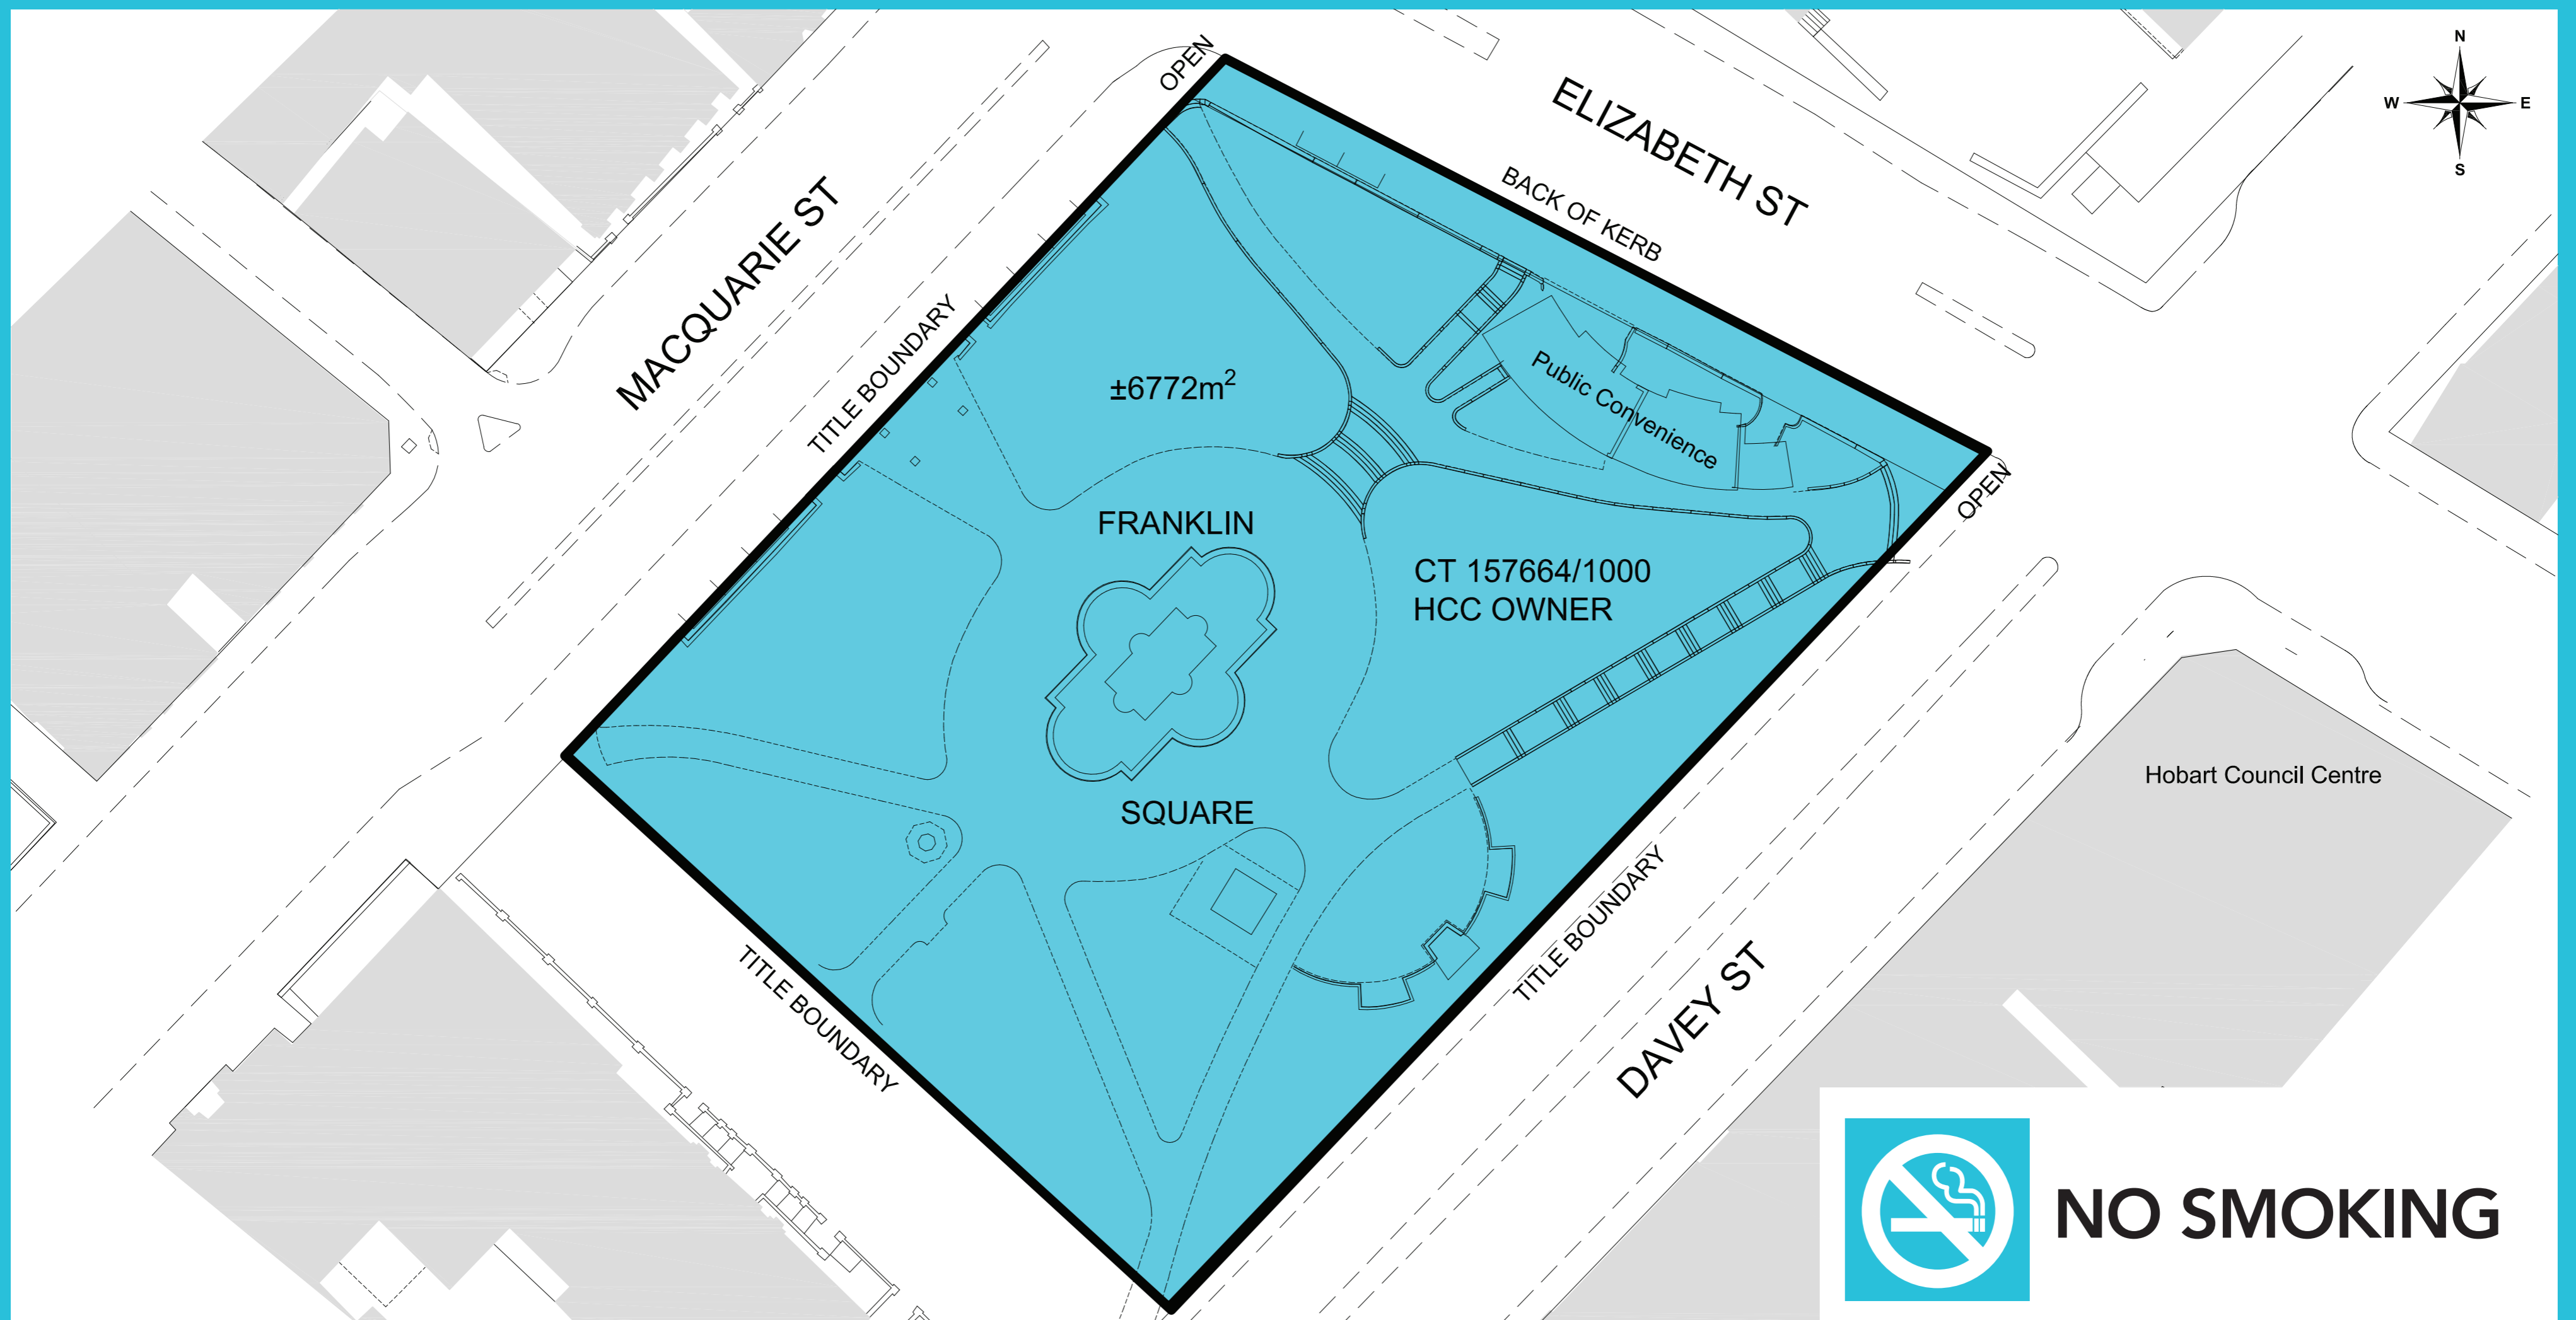 N
W
E
S
OPEN
ELIZABETH ST
BACK OF KERB
MACQUARIE ST
TITLE BOUNDARY
±6772m²
Public Convenience
OPEN
FRANKLIN
CT 157664/1000
HCC OWNER
SQUARE
Hobart Council Centre
TITLE BOUNDARY
TITLE BOUNDARY
DAVEY ST
NO SMOKING